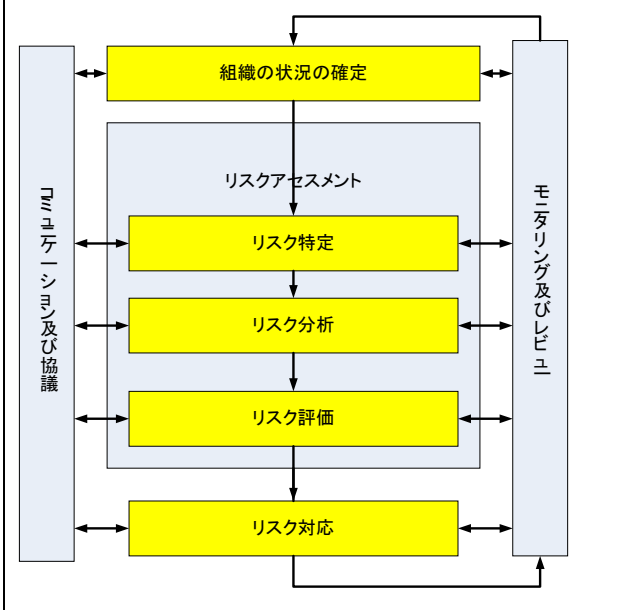 組織の状況の確定
リスクアセスメント
リスク特定
リスク分析
リスク評価
リスク対応
コミュニケーション及び協議
モニタリング及びレビュー